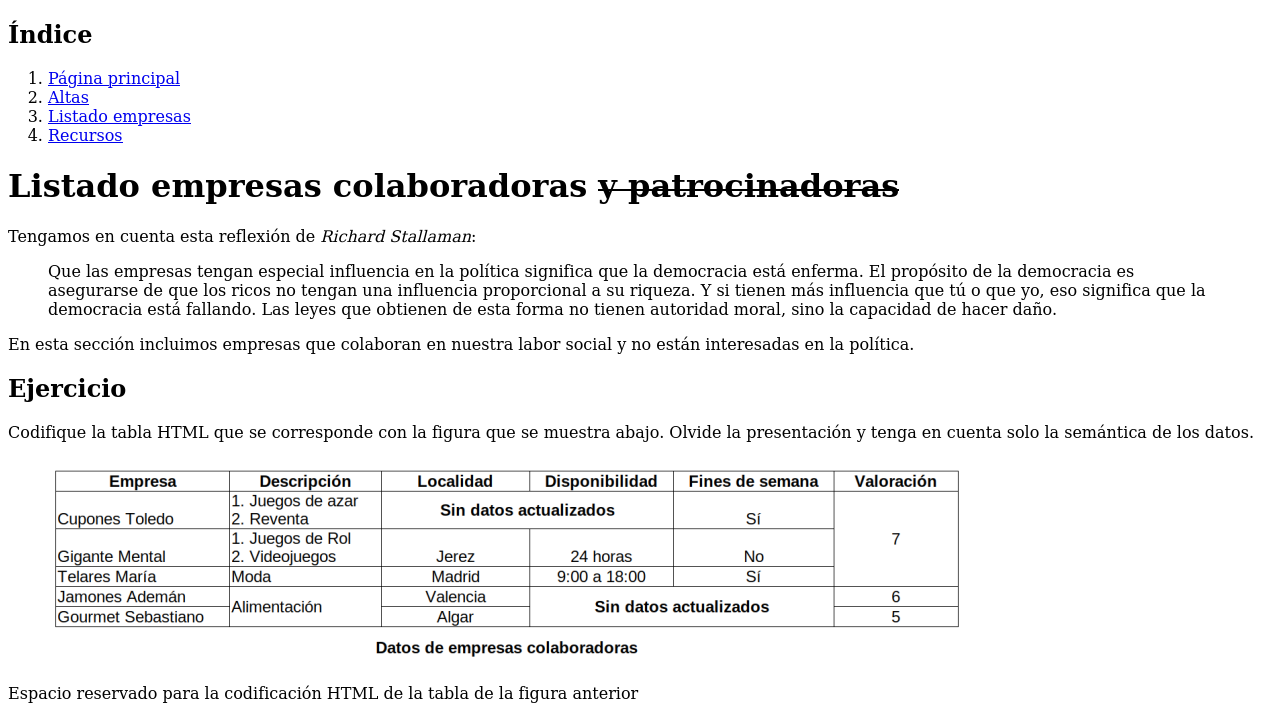 Índice
1. Página principal
2. Altas
3. Listado empresas
4. Recursos
Listado empresas colaboradoras y patrocinadoras
Tengamos en cuenta esta reflexión de Richard Stallaman:
Que las empresas tengan especial influencia en la política significa que la democracia está enferma. El propósito de la democracia es
asegurarse de que los ricos no tengan una influencia proporcional a su riqueza. Y si tienen más influencia que tú o que yo, eso significa que la
democracia está fallando. Las leyes que obtienen de esta forma no tienen autoridad moral, sino la capacidad de hacer daño.
En esta sección incluimos empresas que colaboran en nuestra labor social y no están interesadas en la política.
Ejercicio
Codifique la tabla HTML que se corresponde con la figura que se muestra abajo. Olvide la presentación y tenga en cuenta solo la semántica de los datos.
Empresa Descripción Localidad Disponibilidad Fines de semana Valoración
Cupones Toledo
1. Juegos de azar
2. Reventa
Sin datos actualizados
Sí
7
Gigante Mental
1. Juegos de Rol
2. Videojuegos
Jerez 24 horas No
Telares María Moda Madrid 9:00 a 18:00 Sí
Jamones Ademán
Alimentación
Valencia
Sin datos actualizados
6
Gourmet Sebastiano Algar 5
Datos de empresas colaboradoras
Espacio reservado para la codificación HTML de la tabla de la figura anterior